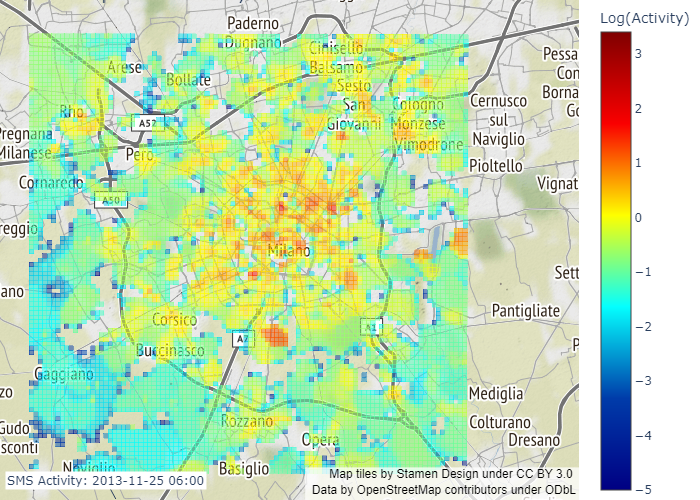 Paderno
Dugnano
Cinisello
Balsamo
Arese
Bollate
Sesto
San
Giovanni
Cologno
Monzese
Vimodrone
Cernusco
sul
Naviglio
Pioltello
Vignat
Pessa
Con
Borna
Go
Rho
A52
Pregnana
Milanese
Pero
Cornaredo
A50
reggio
Milano
ano
Sett
Pantigliate
P
Corsico
A7
A1
Buccinasco
Gaggiano
zo
Gudo
sconti
Rozzano
Opera
Mediglia
Colturano
Dresano
Noviglio
Basiglio
SMS Activity: 2013-11-25 06:00
Map tiles by Stamen Design under CC BY 3.0
Data by OpenStreetMap contributors under ODbL
Log(Activity)
3
2
1
0
−1
−2
−3
−4
−5